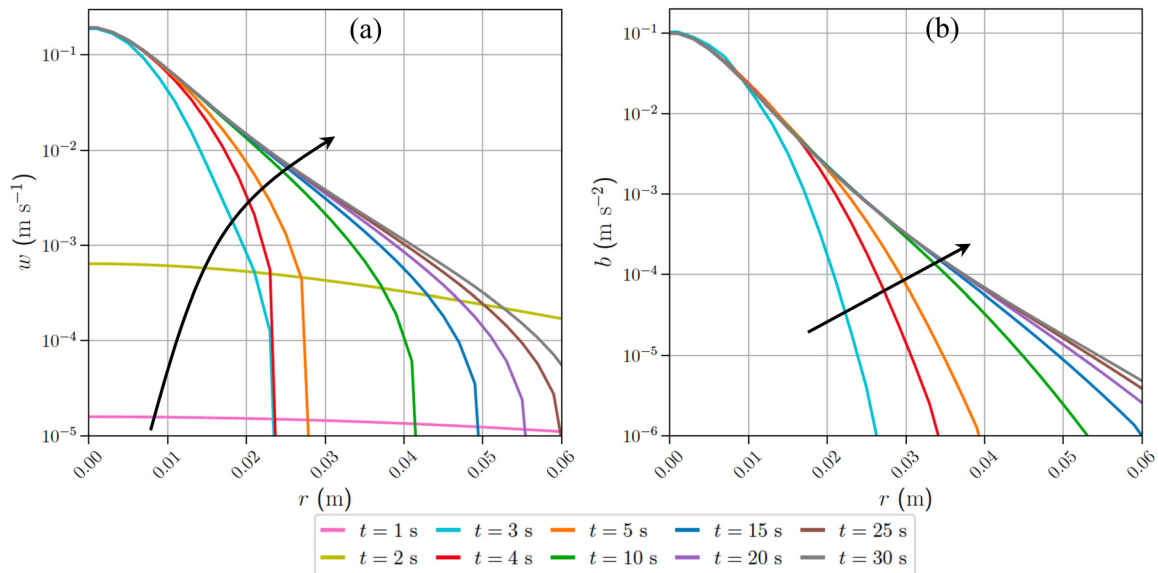 (a)
10⁻¹
10⁻²
10⁻³
10⁻⁴
10⁻⁵
w (m s⁻¹)
0.00 0.01 0.02 0.03 0.04 0.05 0.06
r (m)
(b)
10⁻¹
10⁻²
10⁻³
10⁻⁴
10⁻⁵
10⁻⁶
b (m s⁻²)
0.00 0.01 0.02 0.03 0.04 0.05 0.06
r (m)
t = 1 s t = 3 s t = 5 s t = 15 s t = 25 s
t = 2 s t = 4 s t = 10 s t = 20 s t = 30 s